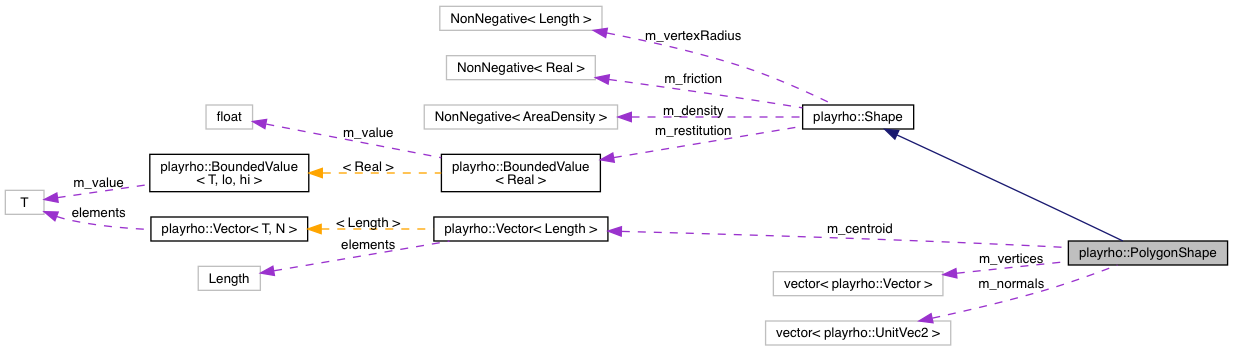 NonNegative< Length >
m_vertexRadius
NonNegative< Real >
m_friction
float
NonNegative< AreaDensity >
m_density
playrho::Shape
m_value
m_restitution
playrho::BoundedValue
< T, lo, hi >
< Real >
playrho::BoundedValue
< Real >
m_value
T
elements
playrho::Vector< T, N >
< Length >
playrho::Vector< Length >
m_centroid
elements
playrho::PolygonShape
Length
m_vertices
vector< playrho::Vector >
m_normals
vector< playrho::UnitVec2 >